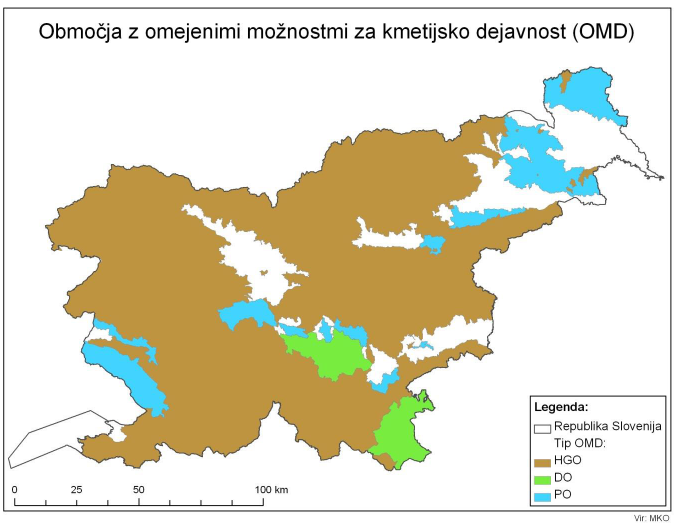 Območja z omejenimi možnostmi za kmetijsko dejavnost (OMD)
Legenda:
Republika Slovenija
Tip OMD:
HGO
DO
PO
0 25 50 100 km
Vir: MKO